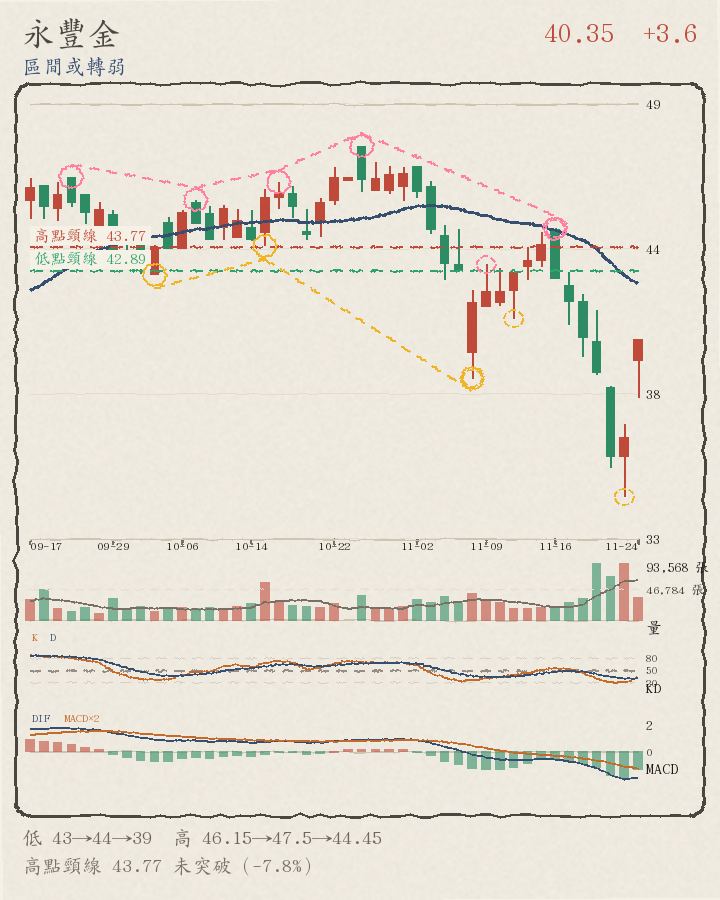 永豐金 40.35 +3.6
區間或轉弱
49
高點頸線 43.77
44
低點頸線 42.89
38
33
09-17 09-29 10-06 10-14 10-22 11-02 11-09 11-16 11-24
93,568 張
46,784 張
量
K D
80
50
20
KD
DIF MACD×2
2
0
MACD
低 43→44→39 高 46.15→47.5→44.45
高點頸線 43.77 未突破 (-7.8%)